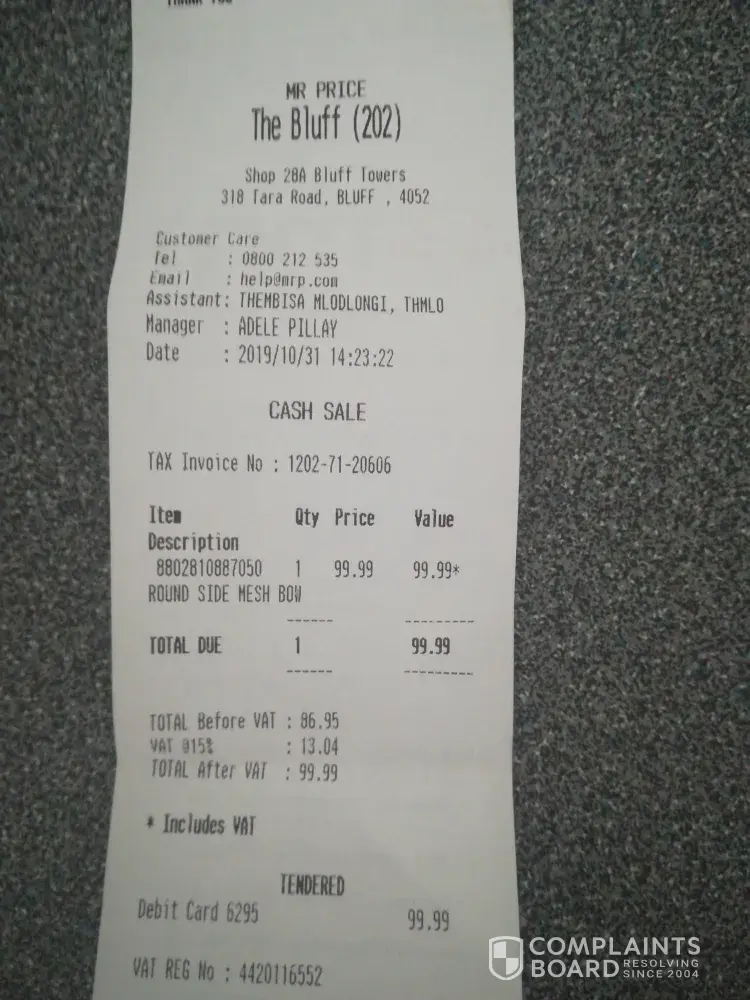 THANK YOU
MR PRICE
The Bluff (202)
Shop 28A Bluff Towers
318 Tara Road, BLUFF , 4052
Customer Care
Tel : 0800 212 535
Email : help@mrp.com
Assistant: THEMBISA MLODLONGI, THMLO
Manager : ADELE PILLAY
Date : 2019/10/31 14:23:22
CASH SALE
TAX Invoice No : 1202-71-20606
Item Qty Price Value
Description
8802810887050 1 99.99 99.99*
ROUND SIDE MESH BOW
------ ---------
TOTAL DUE 1 99.99
------ ---------
TOTAL Before VAT : 86.95
VAT @15% : 13.04
TOTAL After VAT : 99.99
* Includes VAT
TENDERED
Debit Card 6295 99.99
VAT REG No : 4420116552
COMPLAINTS
BOARD RESOLVING
SINCE 2004